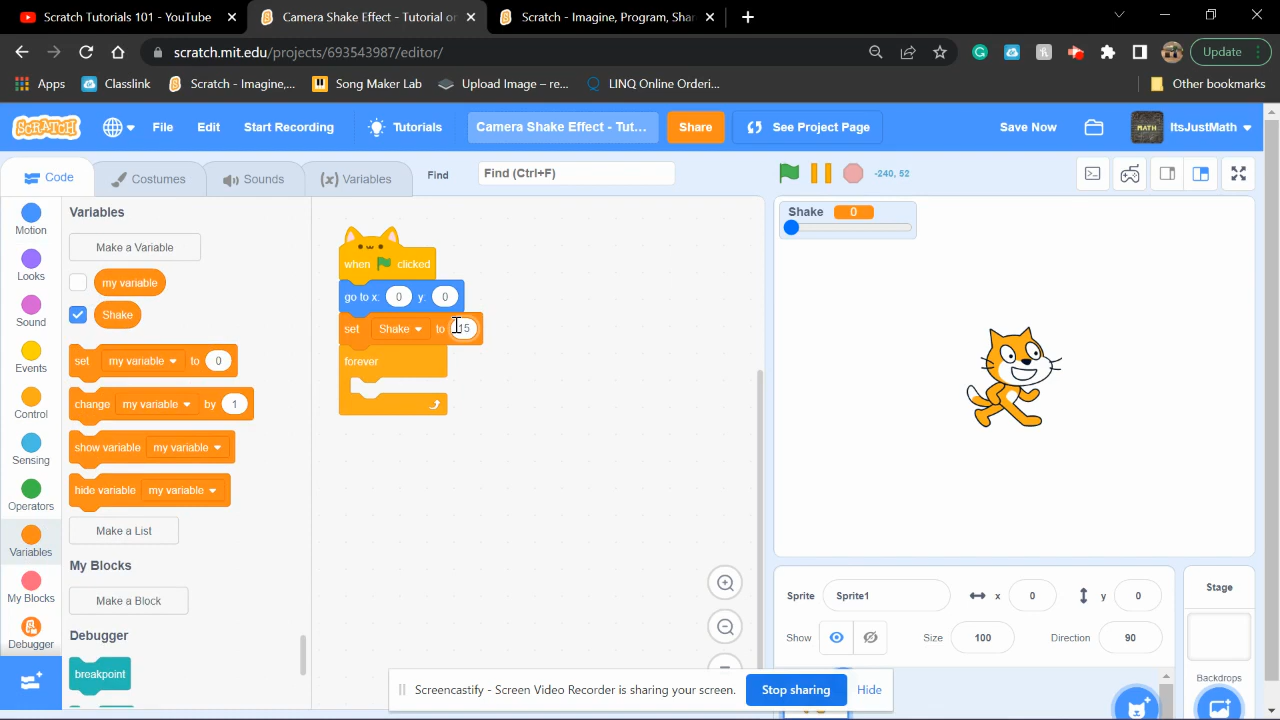 Scratch Tutorials 101 - YouTube
Camera Shake Effect - Tutorial or
Scratch - Imagine, Program, Shar
scratch.mit.edu/projects/693543987/editor/
Update
Apps
Classlink
Scratch - Imagine,...
Song Maker Lab
Upload Image – re...
LINQ Online Orderi...
Other bookmarks
SCRATCH
File
Edit
Start Recording
Tutorials
Camera Shake Effect - Tut...
Share
See Project Page
Save Now
MATH
ItsJustMath
Code
Costumes
Sounds
(x) Variables
Find
Find (Ctrl+F)
-240, 52
Motion
Looks
Sound
Events
Control
Sensing
Operators
Variables
My Blocks
Debugger
Variables
Make a Variable
my variable
Shake
set my variable to 0
change my variable by 1
show variable my variable
hide variable my variable
Make a List
My Blocks
Make a Block
Debugger
breakpoint
when clicked
go to x: 0 y: 0
set Shake to 15
forever
Shake 0
Sprite
Sprite1
x 0
y 0
Show
Size 100
Direction 90
Stage
Backdrops
Screencastify - Screen Video Recorder is sharing your screen.
Stop sharing
Hide